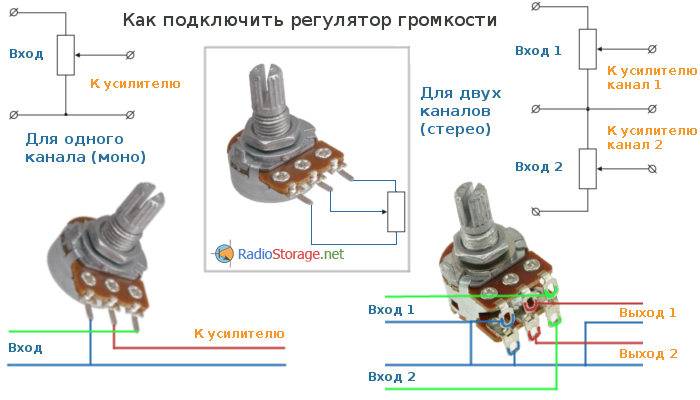 Как подключить регулятор громкости
Вход
К усилителю
Для одного
канала (моно)
Для двух
каналов
(стерео)
Вход 1
К усилителю
канал 1
К усилителю
канал 2
Вход 2
RadioStorage.net
Вход
К усилителю
Вход 1
Выход 1
Выход 2
Вход 2